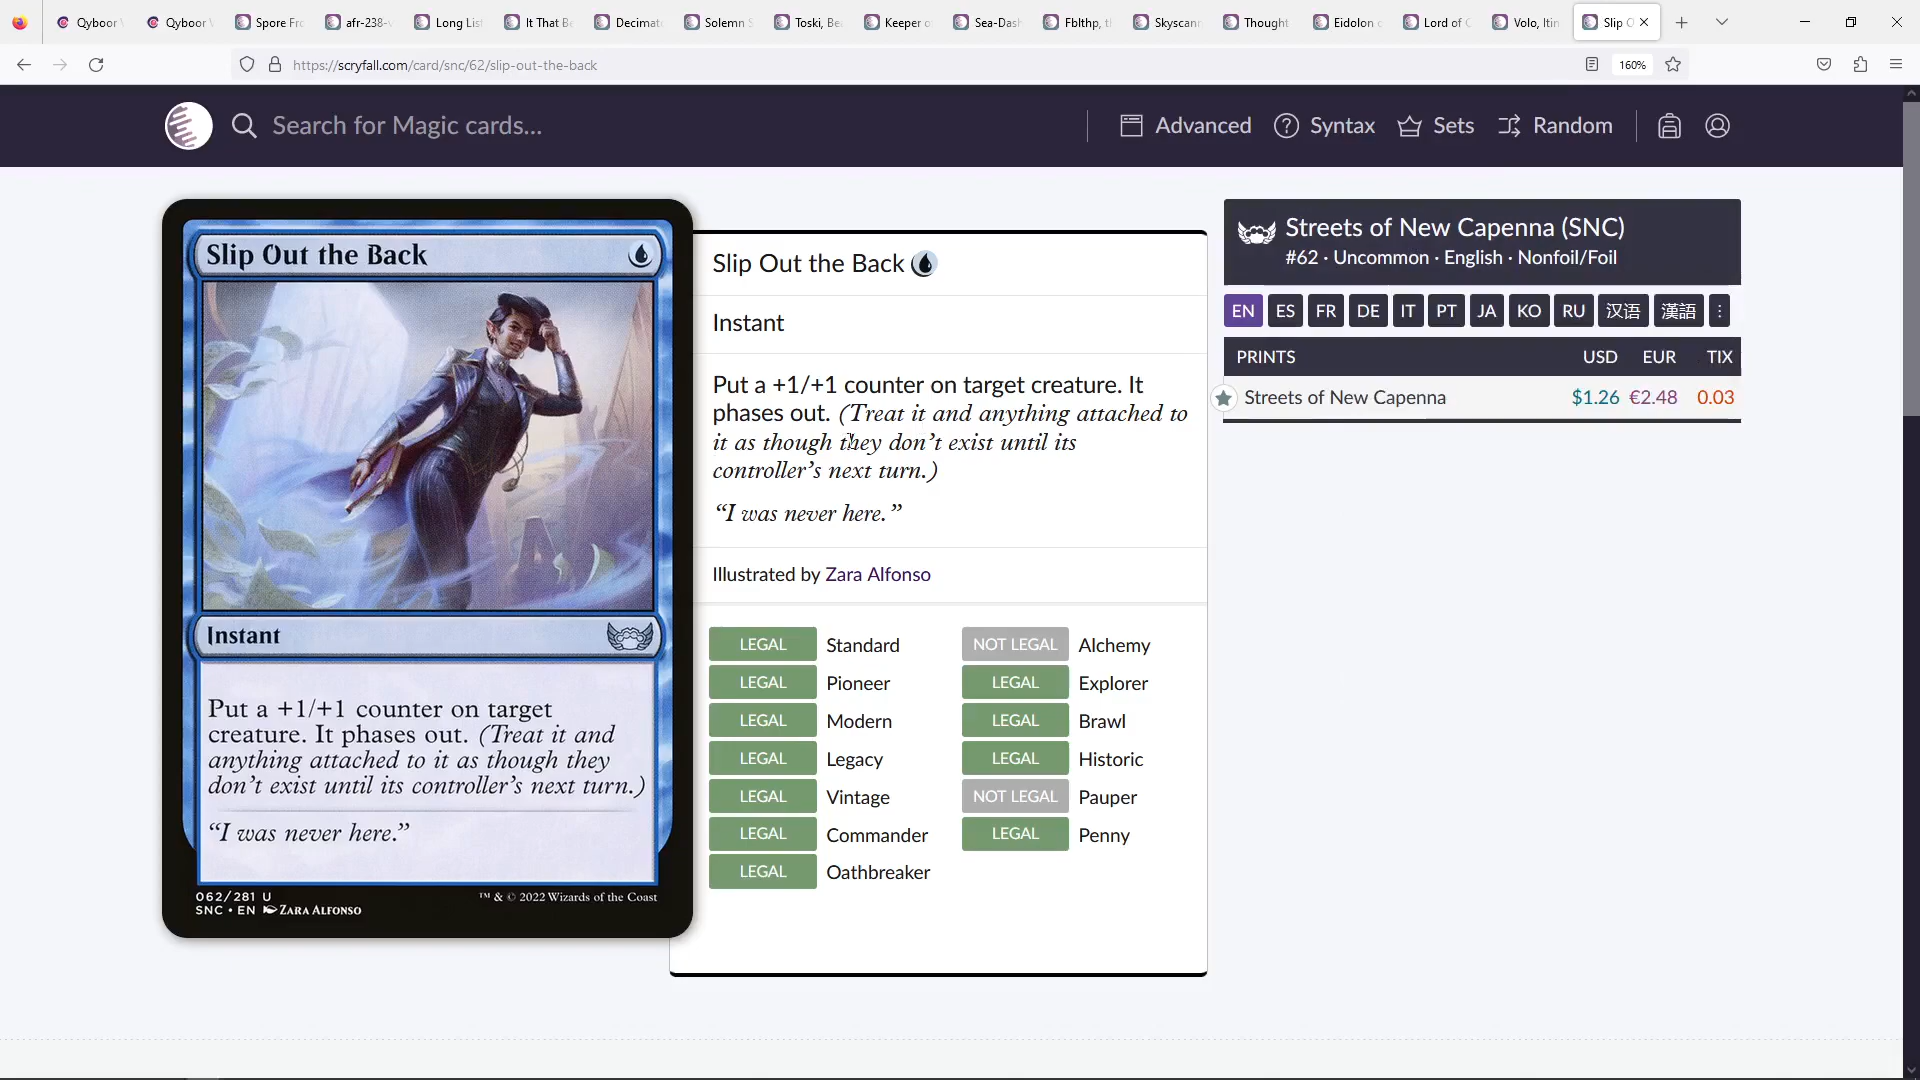 Qyboor
Qyboor
Spore Fr
afr-238-
Long Lis
It That B
Decimat
Solemn S
Toski, Be
Keeper o
Sea-Dash
Fblthp, t
Skyscann
Thought
Eidolon
Lord of
Volo, Itin
Slip O
https://scryfall.com/card/snc/62/slip-out-the-back
160%
Search for Magic cards...
Advanced
Syntax
Sets
Random
Slip Out the Back
Instant
Put a +1/+1 counter on target
creature. It phases out. (Treat it and
anything attached to it as though they
don't exist until its controller's next turn.)
“I was never here.”
062/281 U
SNC • EN ZARA ALFONSO
™ & © 2022 Wizards of the Coast
Slip Out the Back
Instant
Put a +1/+1 counter on target creature. It
phases out. (Treat it and anything attached to
it as though they don’t exist until its
controller’s next turn.)
“I was never here.”
Illustrated by Zara Alfonso
LEGAL Standard NOT LEGAL Alchemy
LEGAL Pioneer LEGAL Explorer
LEGAL Modern LEGAL Brawl
LEGAL Legacy LEGAL Historic
LEGAL Vintage NOT LEGAL Pauper
LEGAL Commander LEGAL Penny
LEGAL Oathbreaker
Streets of New Capenna (SNC)
#62 · Uncommon · English · Nonfoil/Foil
EN ES FR DE IT PT JA KO RU 汉语 漢語
PRINTS USD EUR TIX
Streets of New Capenna $1.26 €2.48 0.03